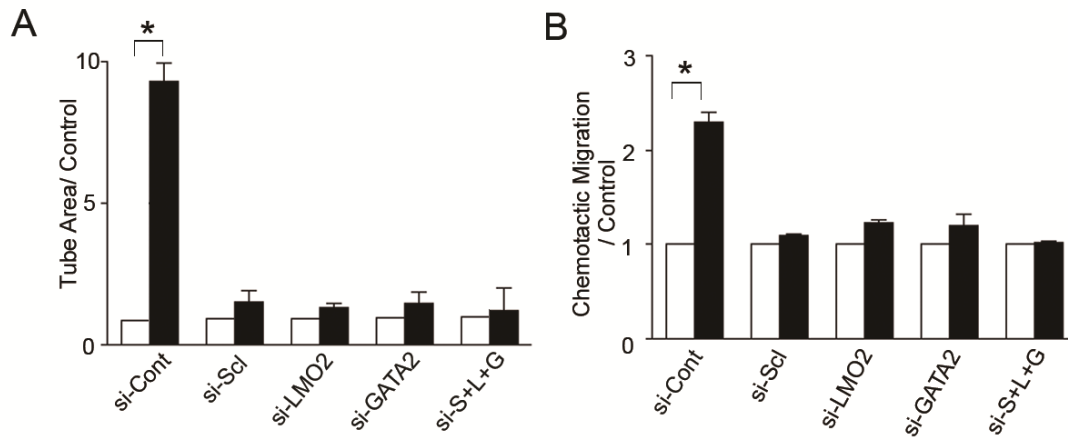 A
*
10
5
0
Tube Area/ Control
si-Cont
si-Scl
si-LMO2
si-GATA2
si-S+L+G
B
*
3
2
1
0
Chemotactic Migration
/ Control
si-Cont
si-Scl
si-LMO2
si-GATA2
si-S+L+G